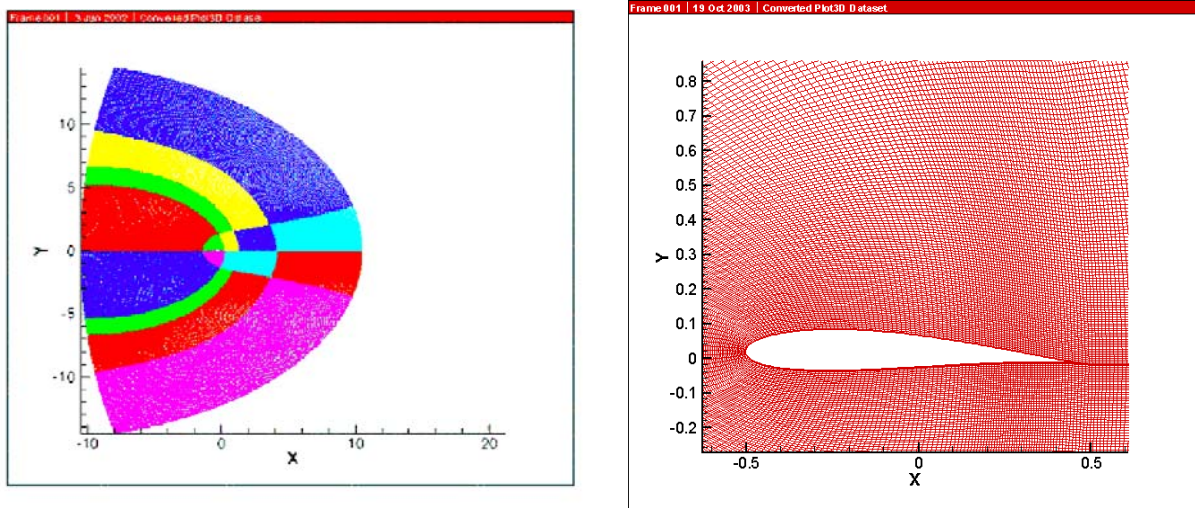 Frame 001 | 3 Jun 2002 | Converted Plot3D Dataset
10
5
0
-5
-10
Y
-10 0 10 20
X
Frame 001 | 19 Oct 2003 | Converted Plot3D Dataset
0.8
0.7
0.6
0.5
0.4
0.3
0.2
0.1
0
-0.1
-0.2
Y
-0.5 0 0.5
X